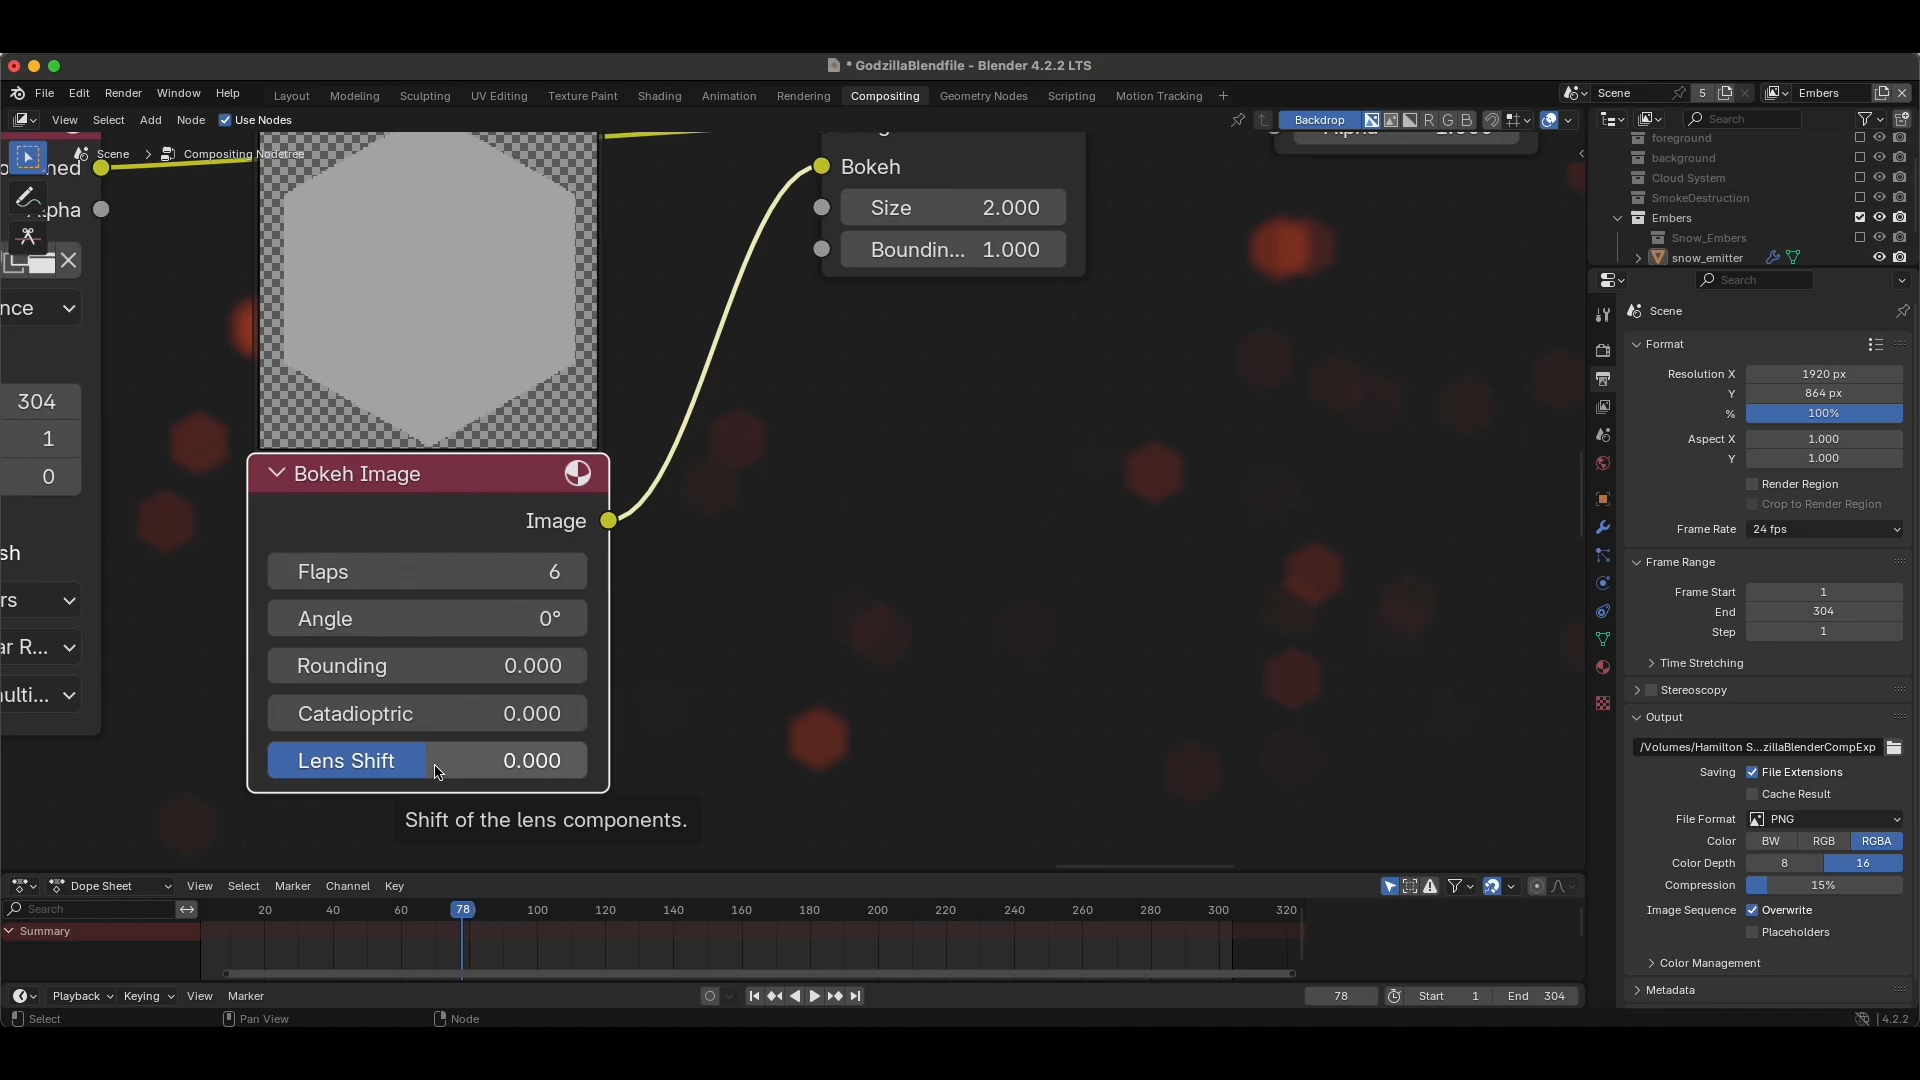 * GodzillaBlendfile - Blender 4.2.2 LTS
File Edit Render Window Help Layout Modeling Sculpting UV Editing Texture Paint Shading Animation Rendering Compositing Geometry Nodes Scripting Motion Tracking + Scene 5 Embers
View Select Add Node Use Nodes Backdrop R G B Search
Scene > Compositing Nodetree
foreground
background
Cloud System
SmokeDestruction
Embers
Snow_Embers
snow_emitter
Bokeh
Size 2.000
Boundin... 1.000
304
1
0
Bokeh Image
Image
Flaps 6
Angle 0°
Rounding 0.000
Catadioptric 0.000
Lens Shift 0.000
Shift of the lens components.
Search
Scene
Format
Resolution X 1920 px
Y 864 px
% 100%
Aspect X 1.000
Y 1.000
Render Region
Crop to Render Region
Frame Rate 24 fps
Frame Range
Frame Start 1
End 304
Step 1
Time Stretching
Stereoscopy
Output
/Volumes/Hamilton S...zillaBlenderCompExp
Saving File Extensions
Cache Result
File Format PNG
Color BW RGB RGBA
Color Depth 8 16
Compression 15%
Image Sequence Overwrite
Placeholders
Color Management
Metadata
Dope Sheet View Select Marker Channel Key
Search 20 40 60 78 100 120 140 160 180 200 220 240 260 280 300 320
Summary
Playback Keying View Marker 78 Start 1 End 304
Select Pan View Node 4.2.2